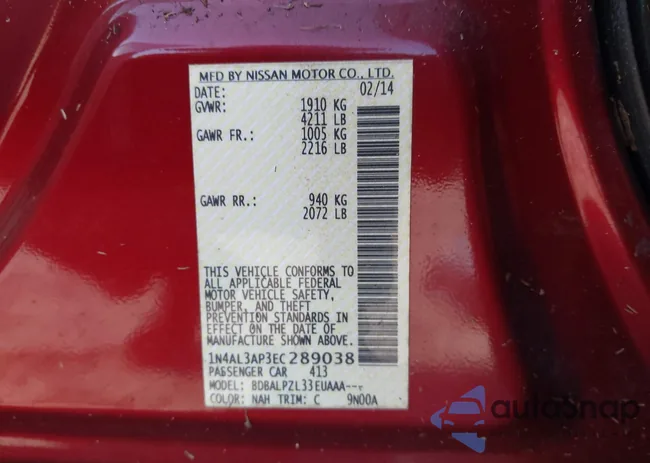 MFD BY NISSAN MOTOR CO., LTD.
DATE: 02/14
GVWR: 1910 KG
4211 LB
GAWR FR.: 1005 KG
2216 LB
GAWR RR.: 940 KG
2072 LB
THIS VEHICLE CONFORMS TO
ALL APPLICABLE FEDERAL
MOTOR VEHICLE SAFETY,
BUMPER, AND THEFT
PREVENTION STANDARDS IN
EFFECT ON THE DATE OF
MANUFACTURE SHOWN ABOVE.
1N4AL3AP3EC289038
PASSENGER CAR 413
MODEL: BDBALPZL33EUAAA---
COLOR: NAH TRIM: C 9N00A
autoSnap